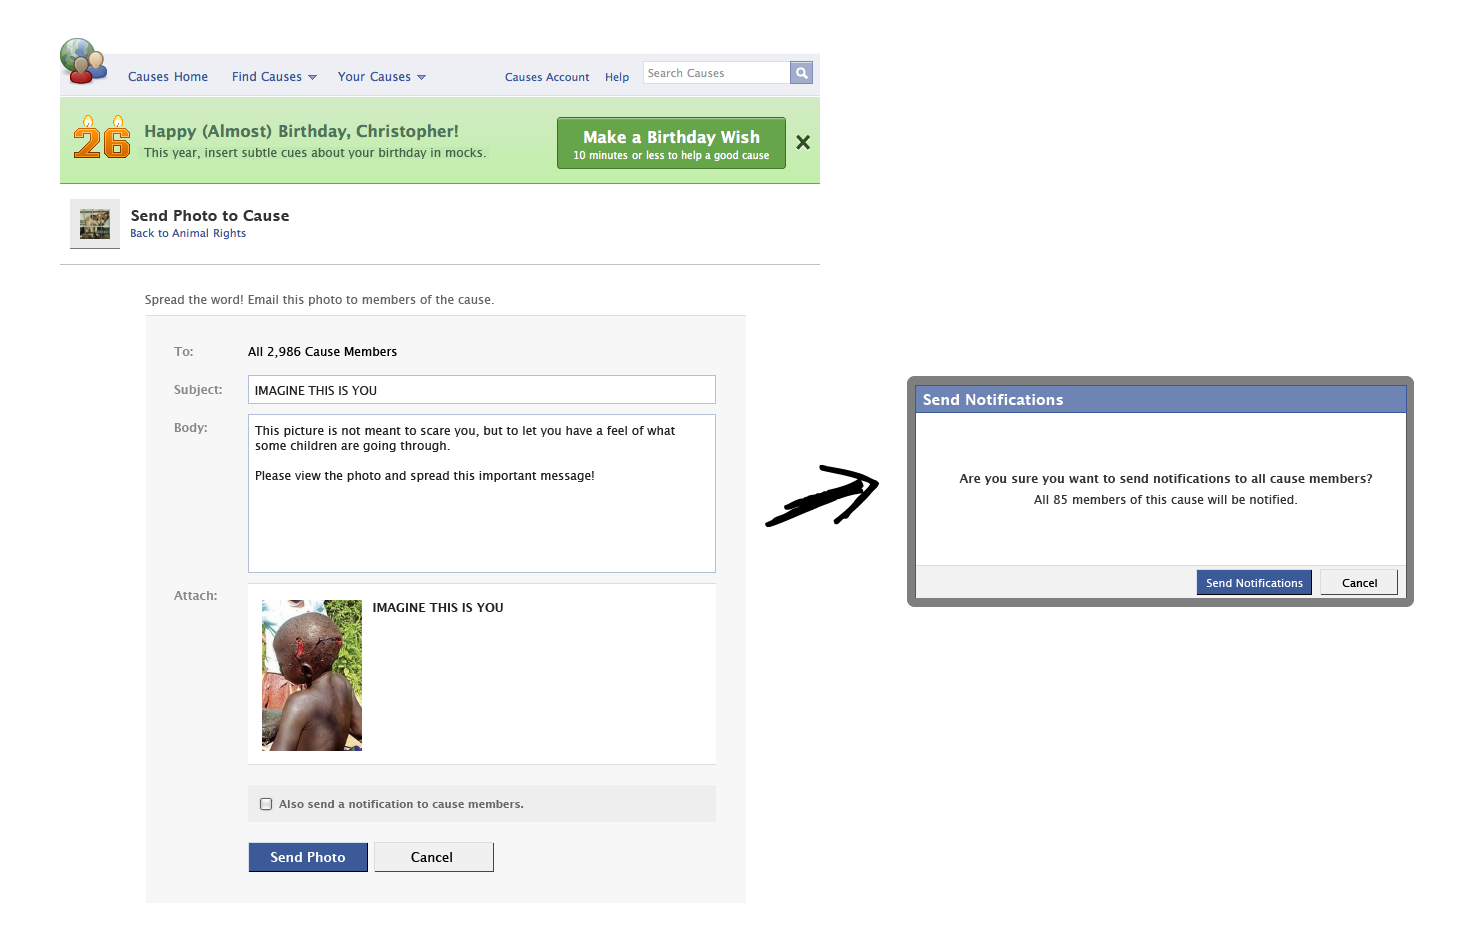 Causes Home Find Causes Your Causes Causes Account Help Search Causes
26
Happy (Almost) Birthday, Christopher!
This year, insert subtle cues about your birthday in mocks.
Make a Birthday Wish
10 minutes or less to help a good cause
Send Photo to Cause
Back to Animal Rights
Spread the word! Email this photo to members of the cause.
To: All 2,986 Cause Members
Subject: IMAGINE THIS IS YOU
Body: This picture is not meant to scare you, but to let you have a feel of what
some children are going through.
Please view the photo and spread this important message!
Attach: IMAGINE THIS IS YOU
Also send a notification to cause members.
Send Photo Cancel
Send Notifications
Are you sure you want to send notifications to all cause members?
All 85 members of this cause will be notified.
Send Notifications Cancel